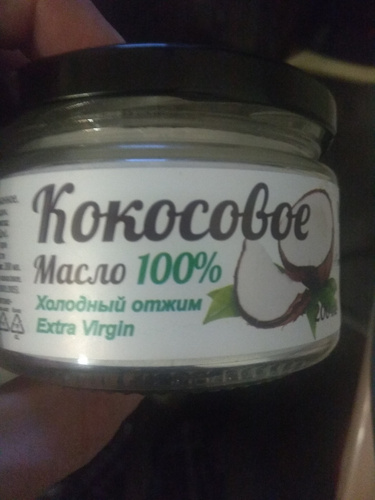 Кокосовое
Масло 100%
Холодный отжим
Extra Virgin